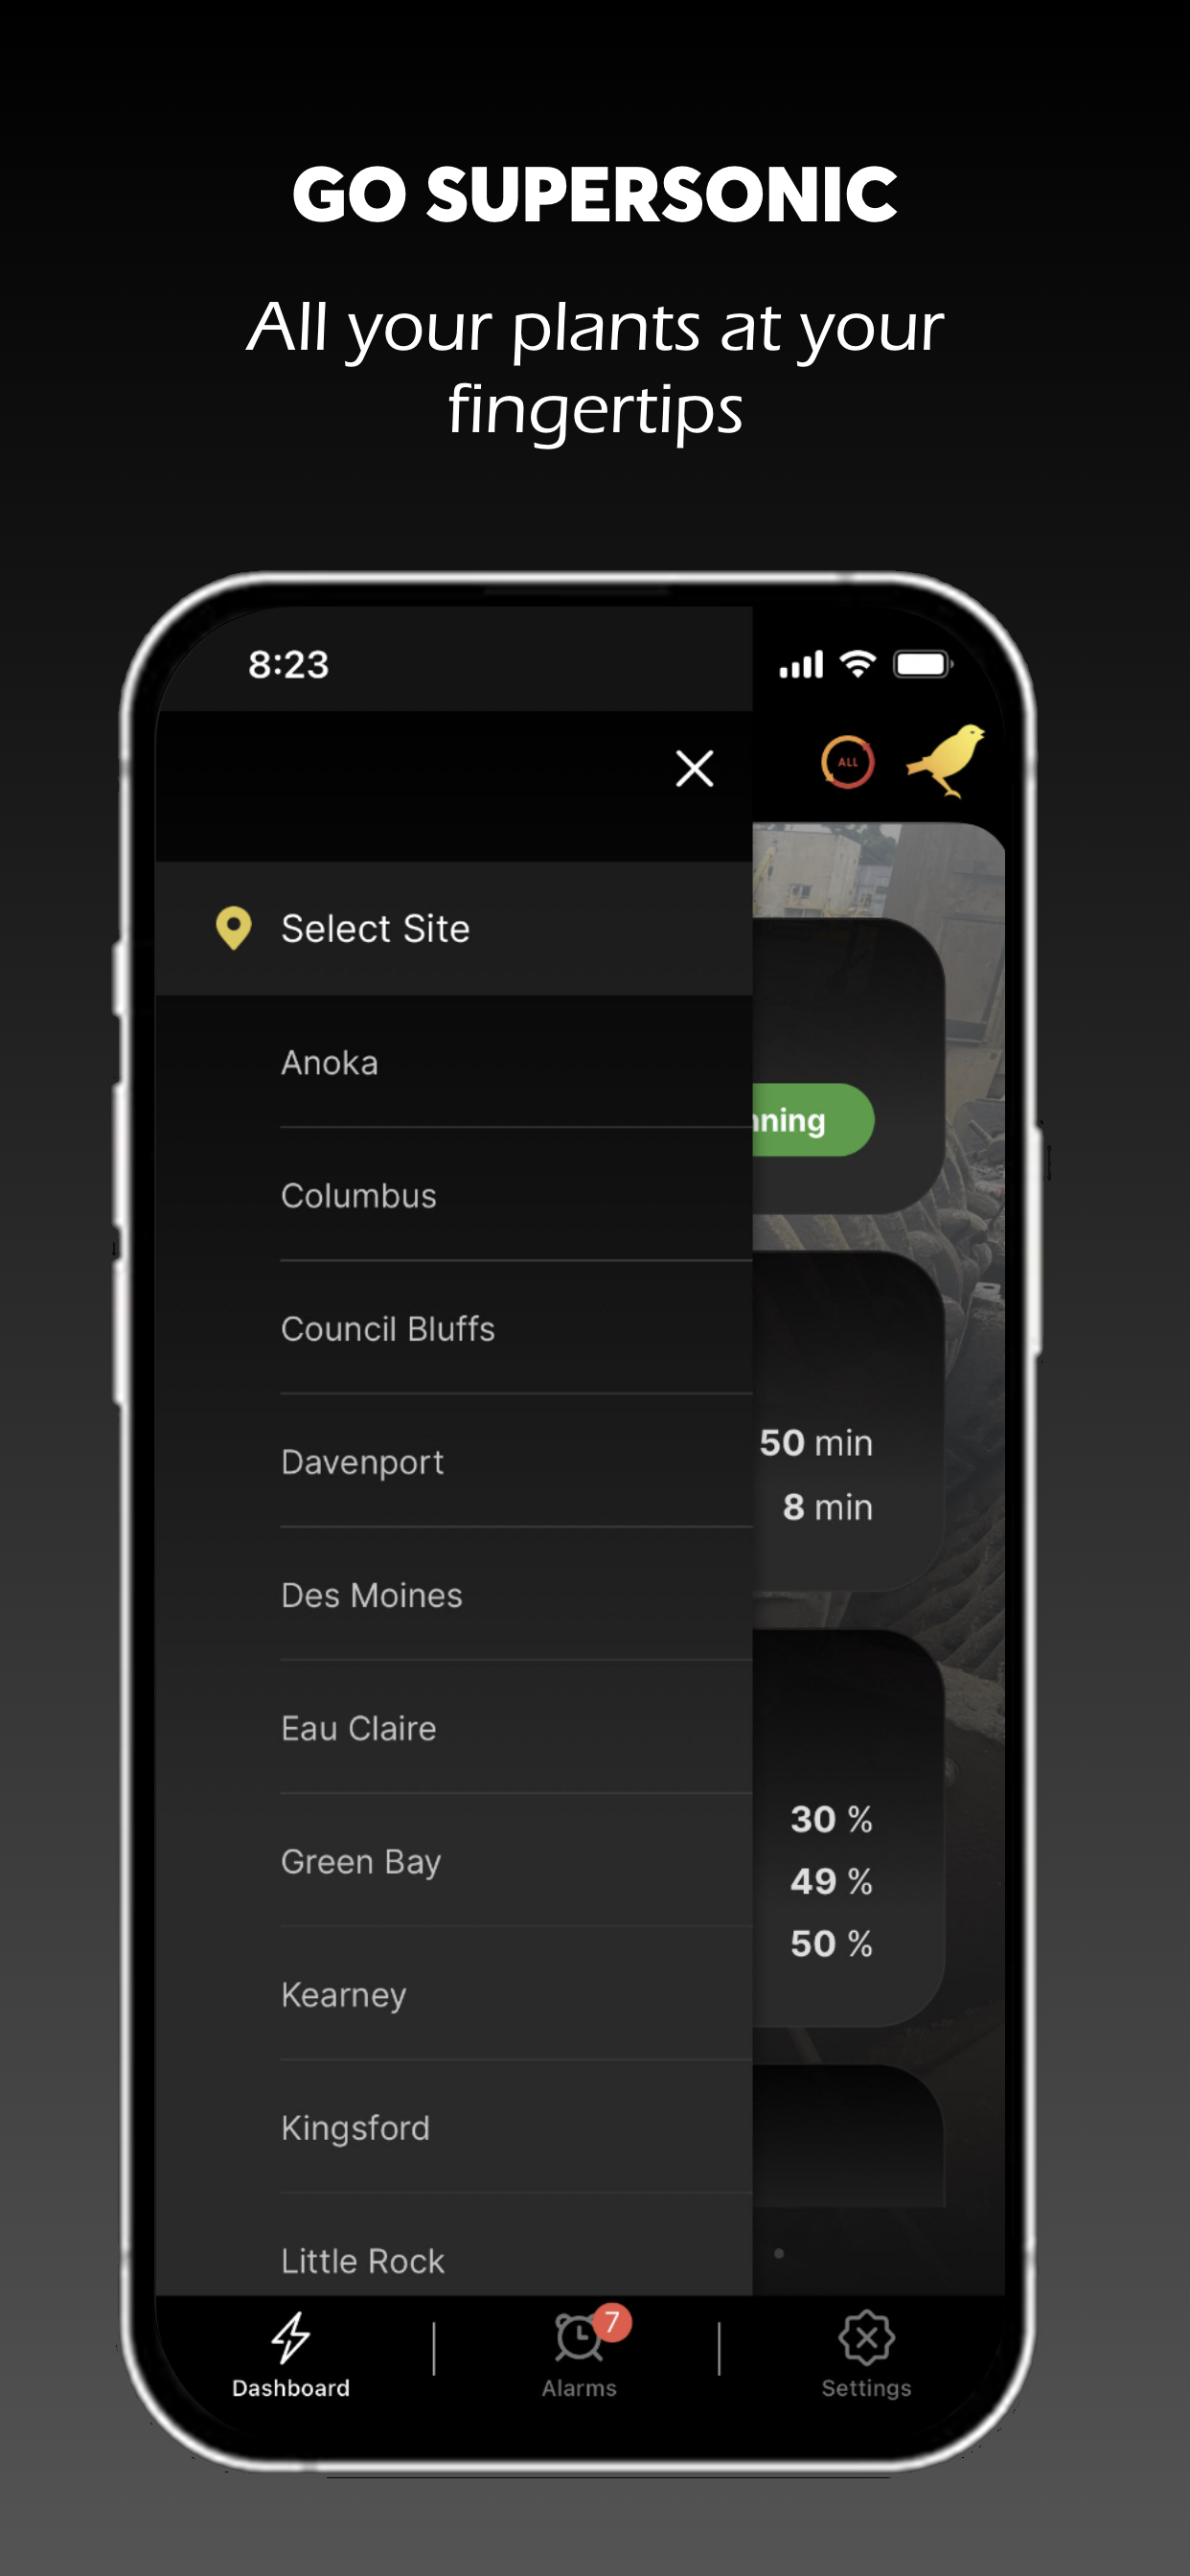 GO SUPERSONIC
All your plants at your
fingertips
8:23
ALL
Select Site
Anoka
Columbus
nning
Council Bluffs
Davenport
50 min
8 min
Des Moines
Eau Claire
30 %
Green Bay
49 %
50 %
Kearney
Kingsford
Little Rock
7
Dashboard
Alarms
Settings